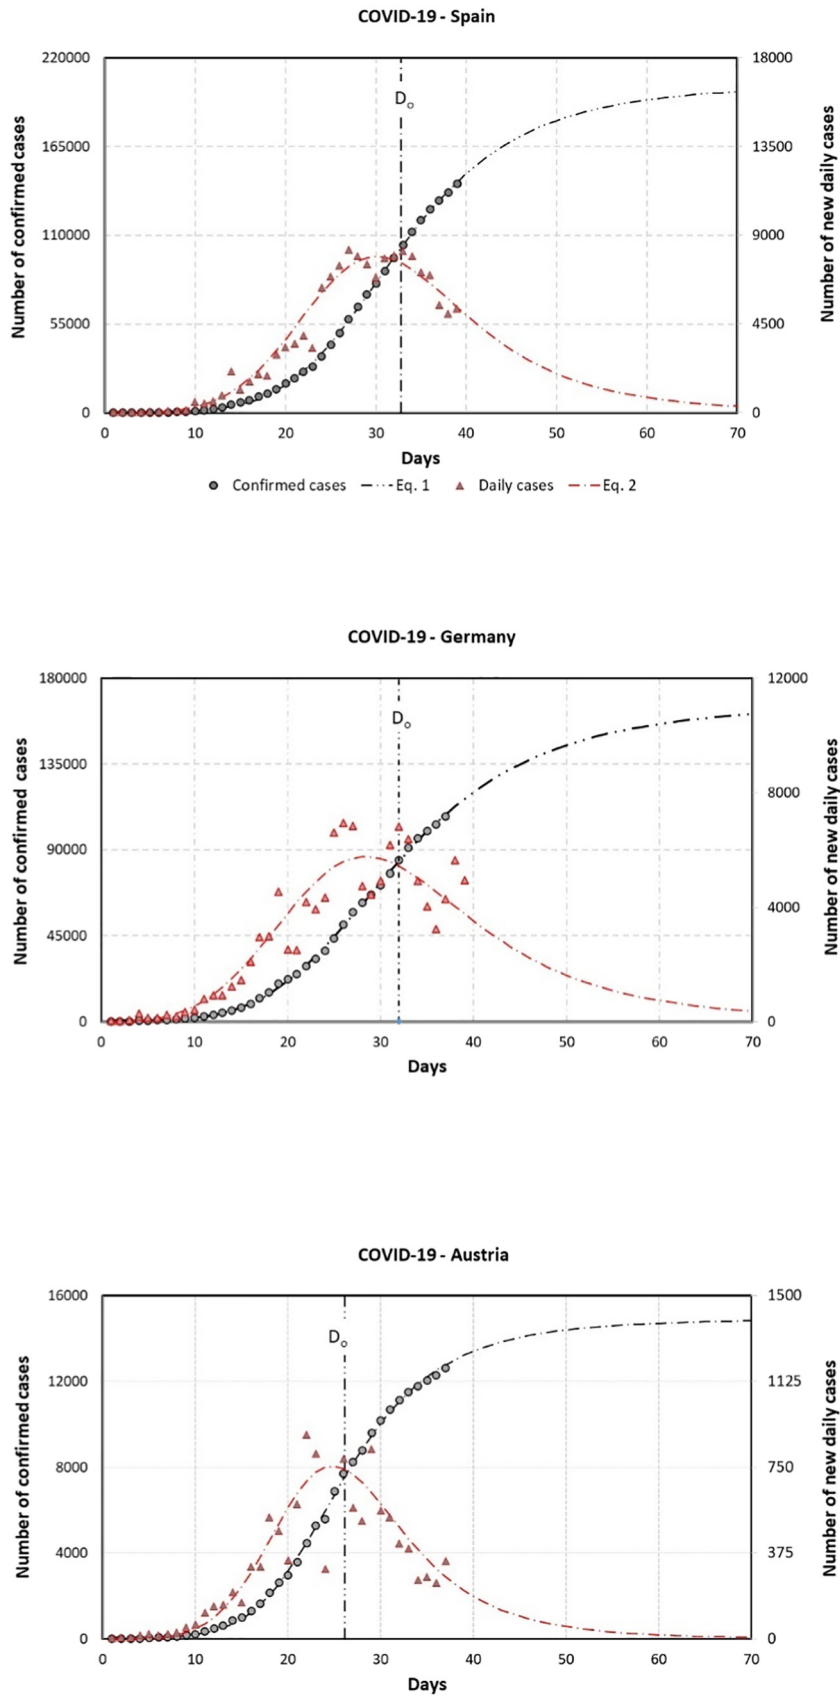 COVID-19 - Spain
220000
165000
110000
55000
0
Number of confirmed cases
18000
13500
9000
4500
0
Number of new daily cases
Do
0 10 20 30 40 50 60 70
Days
Confirmed cases Eq. 1 Daily cases Eq. 2
COVID-19 - Germany
180000
135000
90000
45000
0
Number of confirmed cases
12000
8000
4000
0
Number of new daily cases
Do
0 10 20 30 40 50 60 70
Days
COVID-19 - Austria
16000
12000
8000
4000
0
Number of confirmed cases
1500
1125
750
375
0
Number of new daily cases
Do
0 10 20 30 40 50 60 70
Days